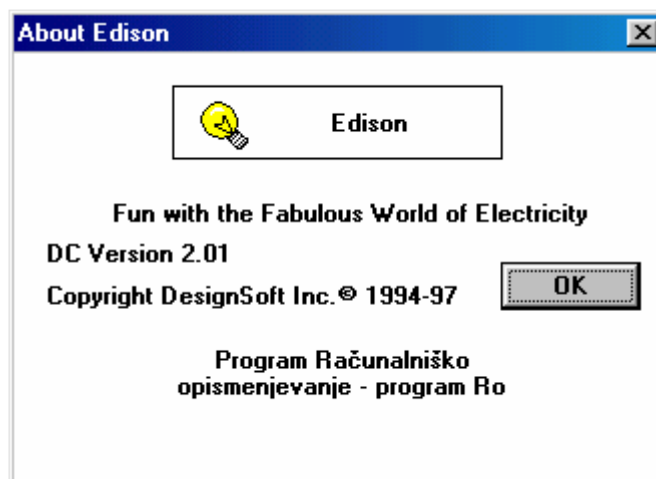 About Edison
Edison
Fun with the Fabulous World of Electricity
DC Version 2.01
Copyright DesignSoft Inc.© 1994-97
OK
Program Računalniško
opismenjevanje - program Ro